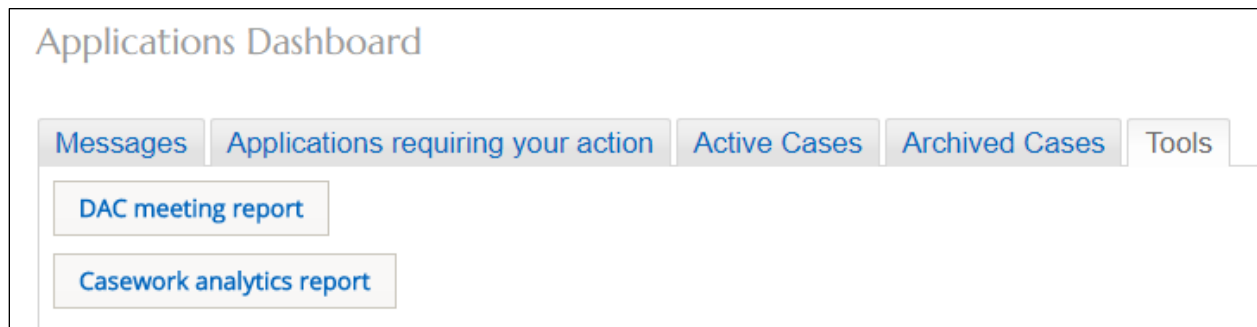 Applications Dashboard
Messages Applications requiring your action Active Cases Archived Cases Tools
DAC meeting report
Casework analytics report